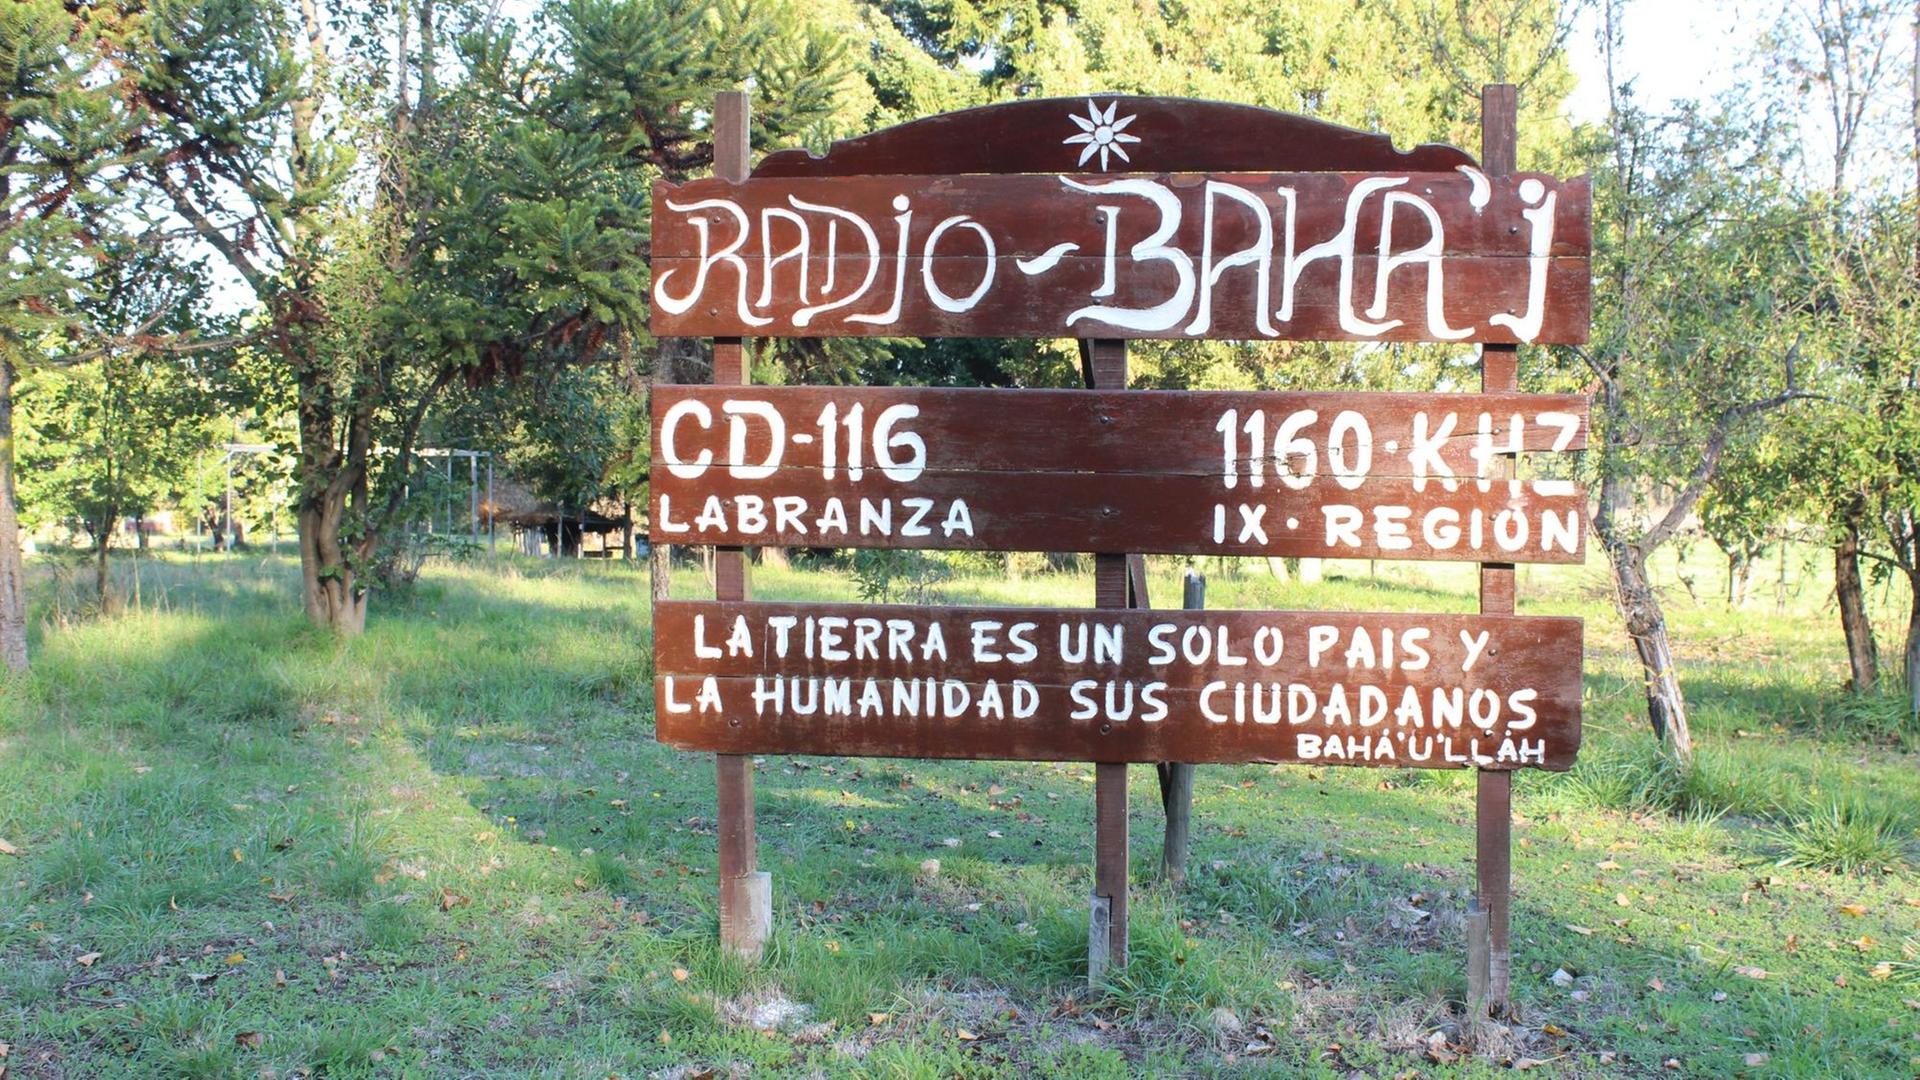 RADIO-BAHA'I
CD-116 1160·KHZ
LABRANZA IX·REGIÓN
LA TIERRA ES UN SOLO PAIS Y
LA HUMANIDAD SUS CIUDADANOS
BAHÁ'U'LLÁH